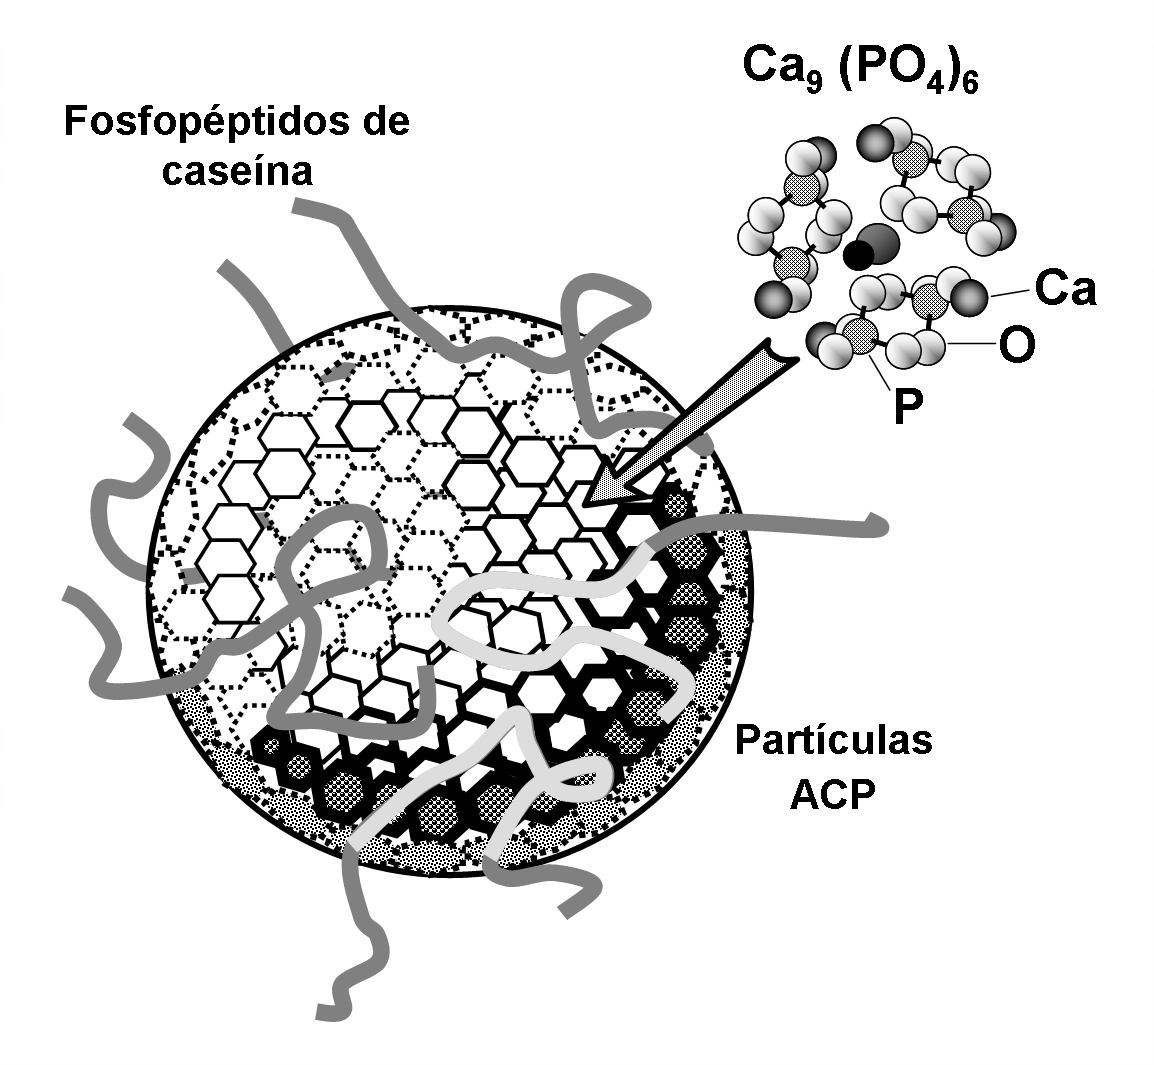 Ca₉ (PO₄)₆
Fosfopéptidos de
caseína
Ca
O
P
Partículas
ACP